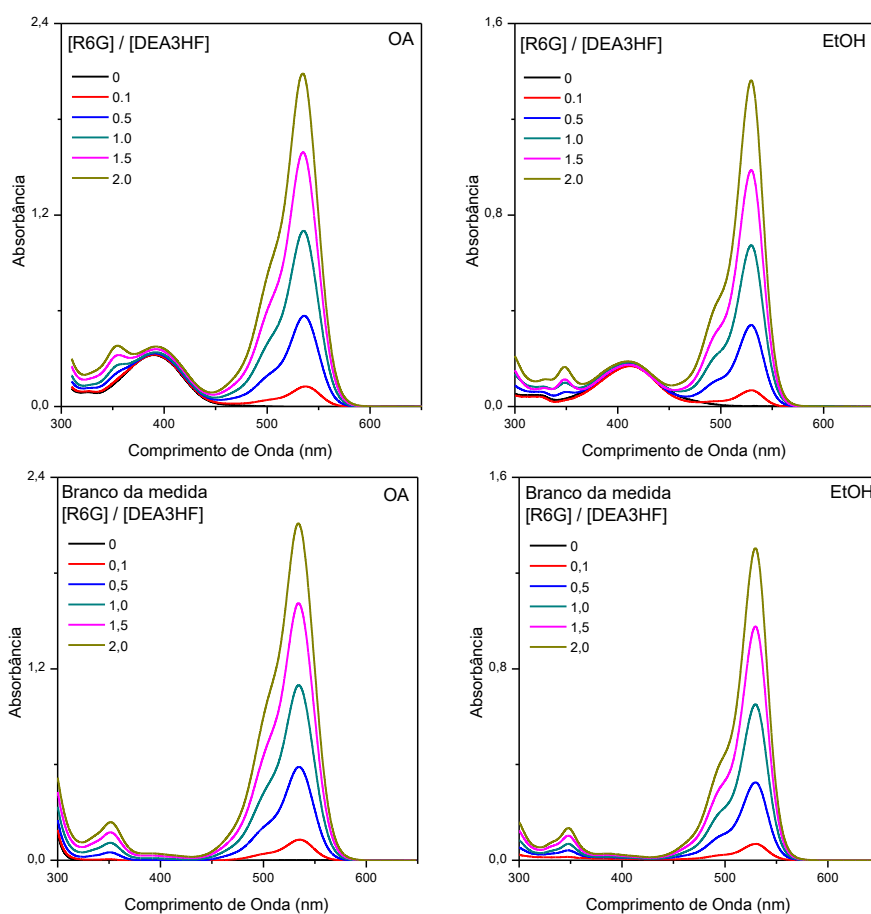 2,4
[R6G] / [DEA3HF]
OA
0
0.1
0.5
1.0
1.5
2.0
1,2
Absorbância
0,0
300
400
500
600
Comprimento de Onda (nm)
1,6
[R6G] / [DEA3HF]
EtOH
0
0.1
0.5
1.0
1.5
2.0
0,8
Absorbância
0,0
300
400
500
600
Comprimento de Onda (nm)
2,4
Branco da medida
OA
[R6G] / [DEA3HF]
0
0,1
0,5
1,0
1,5
2,0
1,2
Absorbância
0,0
300
400
500
600
Comprimento de Onda (nm)
1.6
Branco da medida
EtOH
[R6G] / [DEA3HF]
0
0,1
0,5
1,0
1,5
2,0
0,8
Absorbância
0,0
300
400
500
600
Comprimento de Onda (nm)